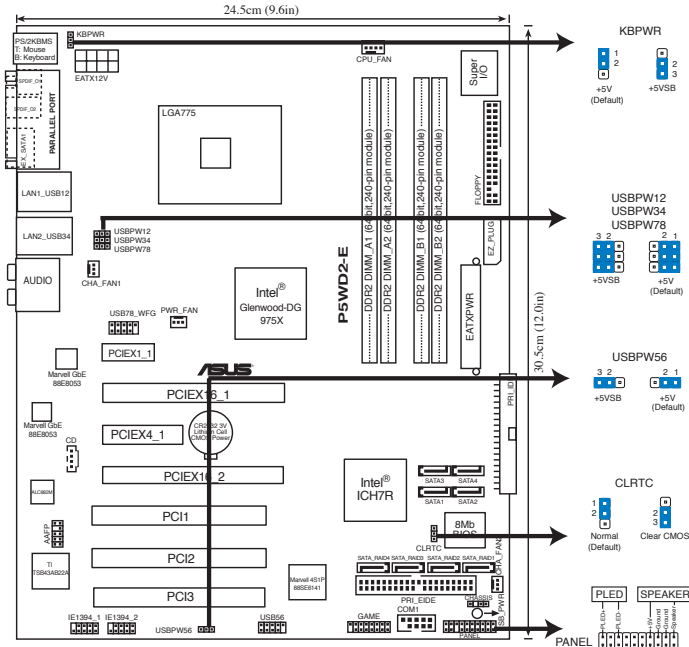 24.5cm (9.6in)
KBPWR
PS/2KBMS
T: Mouse
B: Keyboard
EATX12V
CPU_FAN
Super
I/O
KBPWR
1
2
2
3
+5V
(Default)
+5VSB
SPDIF_O1
SPDIF_O2
EX_SATA1
PARALLEL PORT
LGA775
DDR2 DIMM_A1 (64 bit,240-pin module)
DDR2 DIMM_A2 (64 bit,240-pin module)
DDR2 DIMM_B1 (64 bit,240-pin module)
DDR2 DIMM_B2 (64 bit,240-pin module)
FLOPPY
LAN1_USB12
LAN2_USB34
USBPW12
USBPW34
USBPW78
EZ_PLUG
USBPW12
USBPW34
USBPW78
3 2
2 1
+5VSB
+5V
(Default)
AUDIO
CHA_FAN1
Intel®
Glenwood-DG
975X
P5WD2-E
EATXPWR
30.5cm (12.0in)
USB78_WFG
PWR_FAN
PCIEX1_1
Marvell GbE
88E8053
ASUS
PRI_IDE
USBPW56
3 2
2 1
+5VSB
+5V
(Default)
PCIEX16_1
Marvell GbE
88E8053
PCIEX4_1
CR2032 3V
Lithium Cell
CMOS Power
CD
PCIEX16_2
Intel®
ICH7R
SATA3
SATA4
SATA1
SATA2
CLRTC
1
2
2
3
Normal
(Default)
Clear CMOS
ALC882M
PCI1
8Mb
BIOS
CLRTC
AAFP
CHA_FAN2
SATA_RAID4
SATA_RAID3
SATA_RAID2
SATA_RAID1
TI
TSB43AB22A
PCI2
Marvell 4S1P
88SE6141
PCI3
PRI_EIDE
CHASSIS
SB_PWR
PLED
SPEAKER
PLED+
PLED-
+5V
Ground
Ground
Speaker
IE1394_1
IE1394_2
USBPW56
USB56
GAME
COM1
PANEL
PANEL